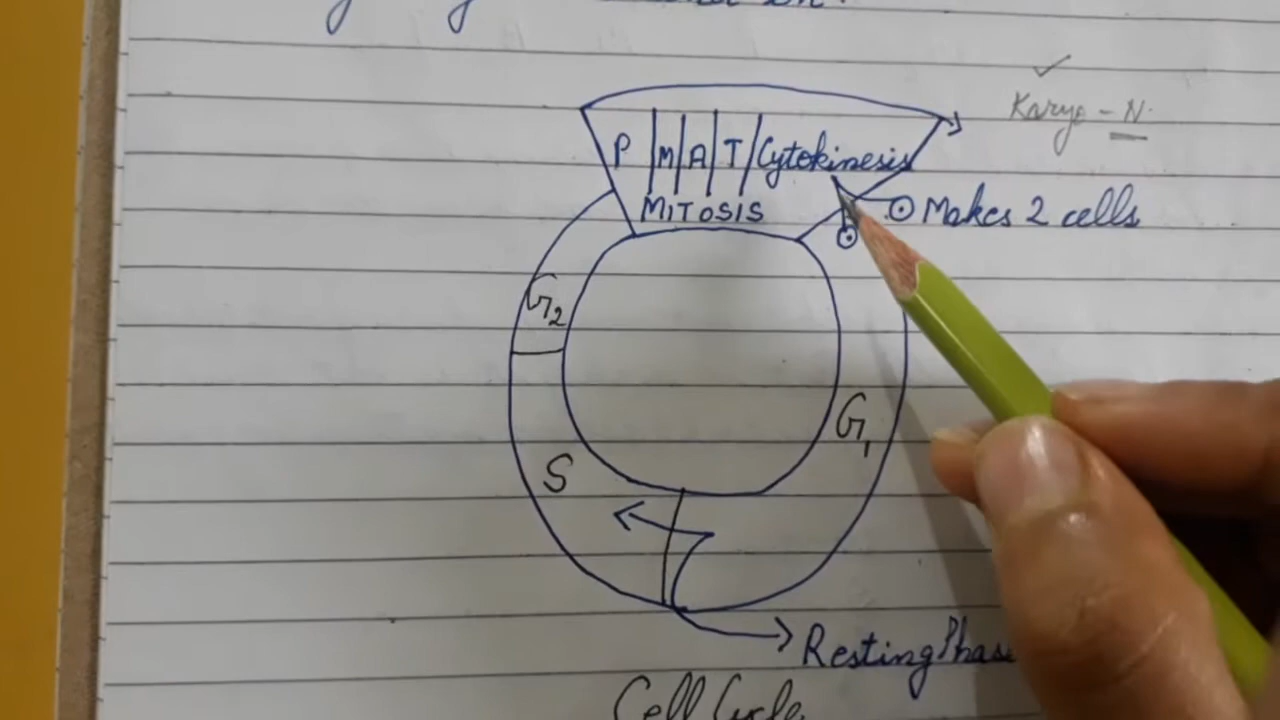 Karyo - N.
P M A T Cytokinesis
MITOSIS
Makes 2 cells
G2
G1
S
Resting Phase
Cell Cycle